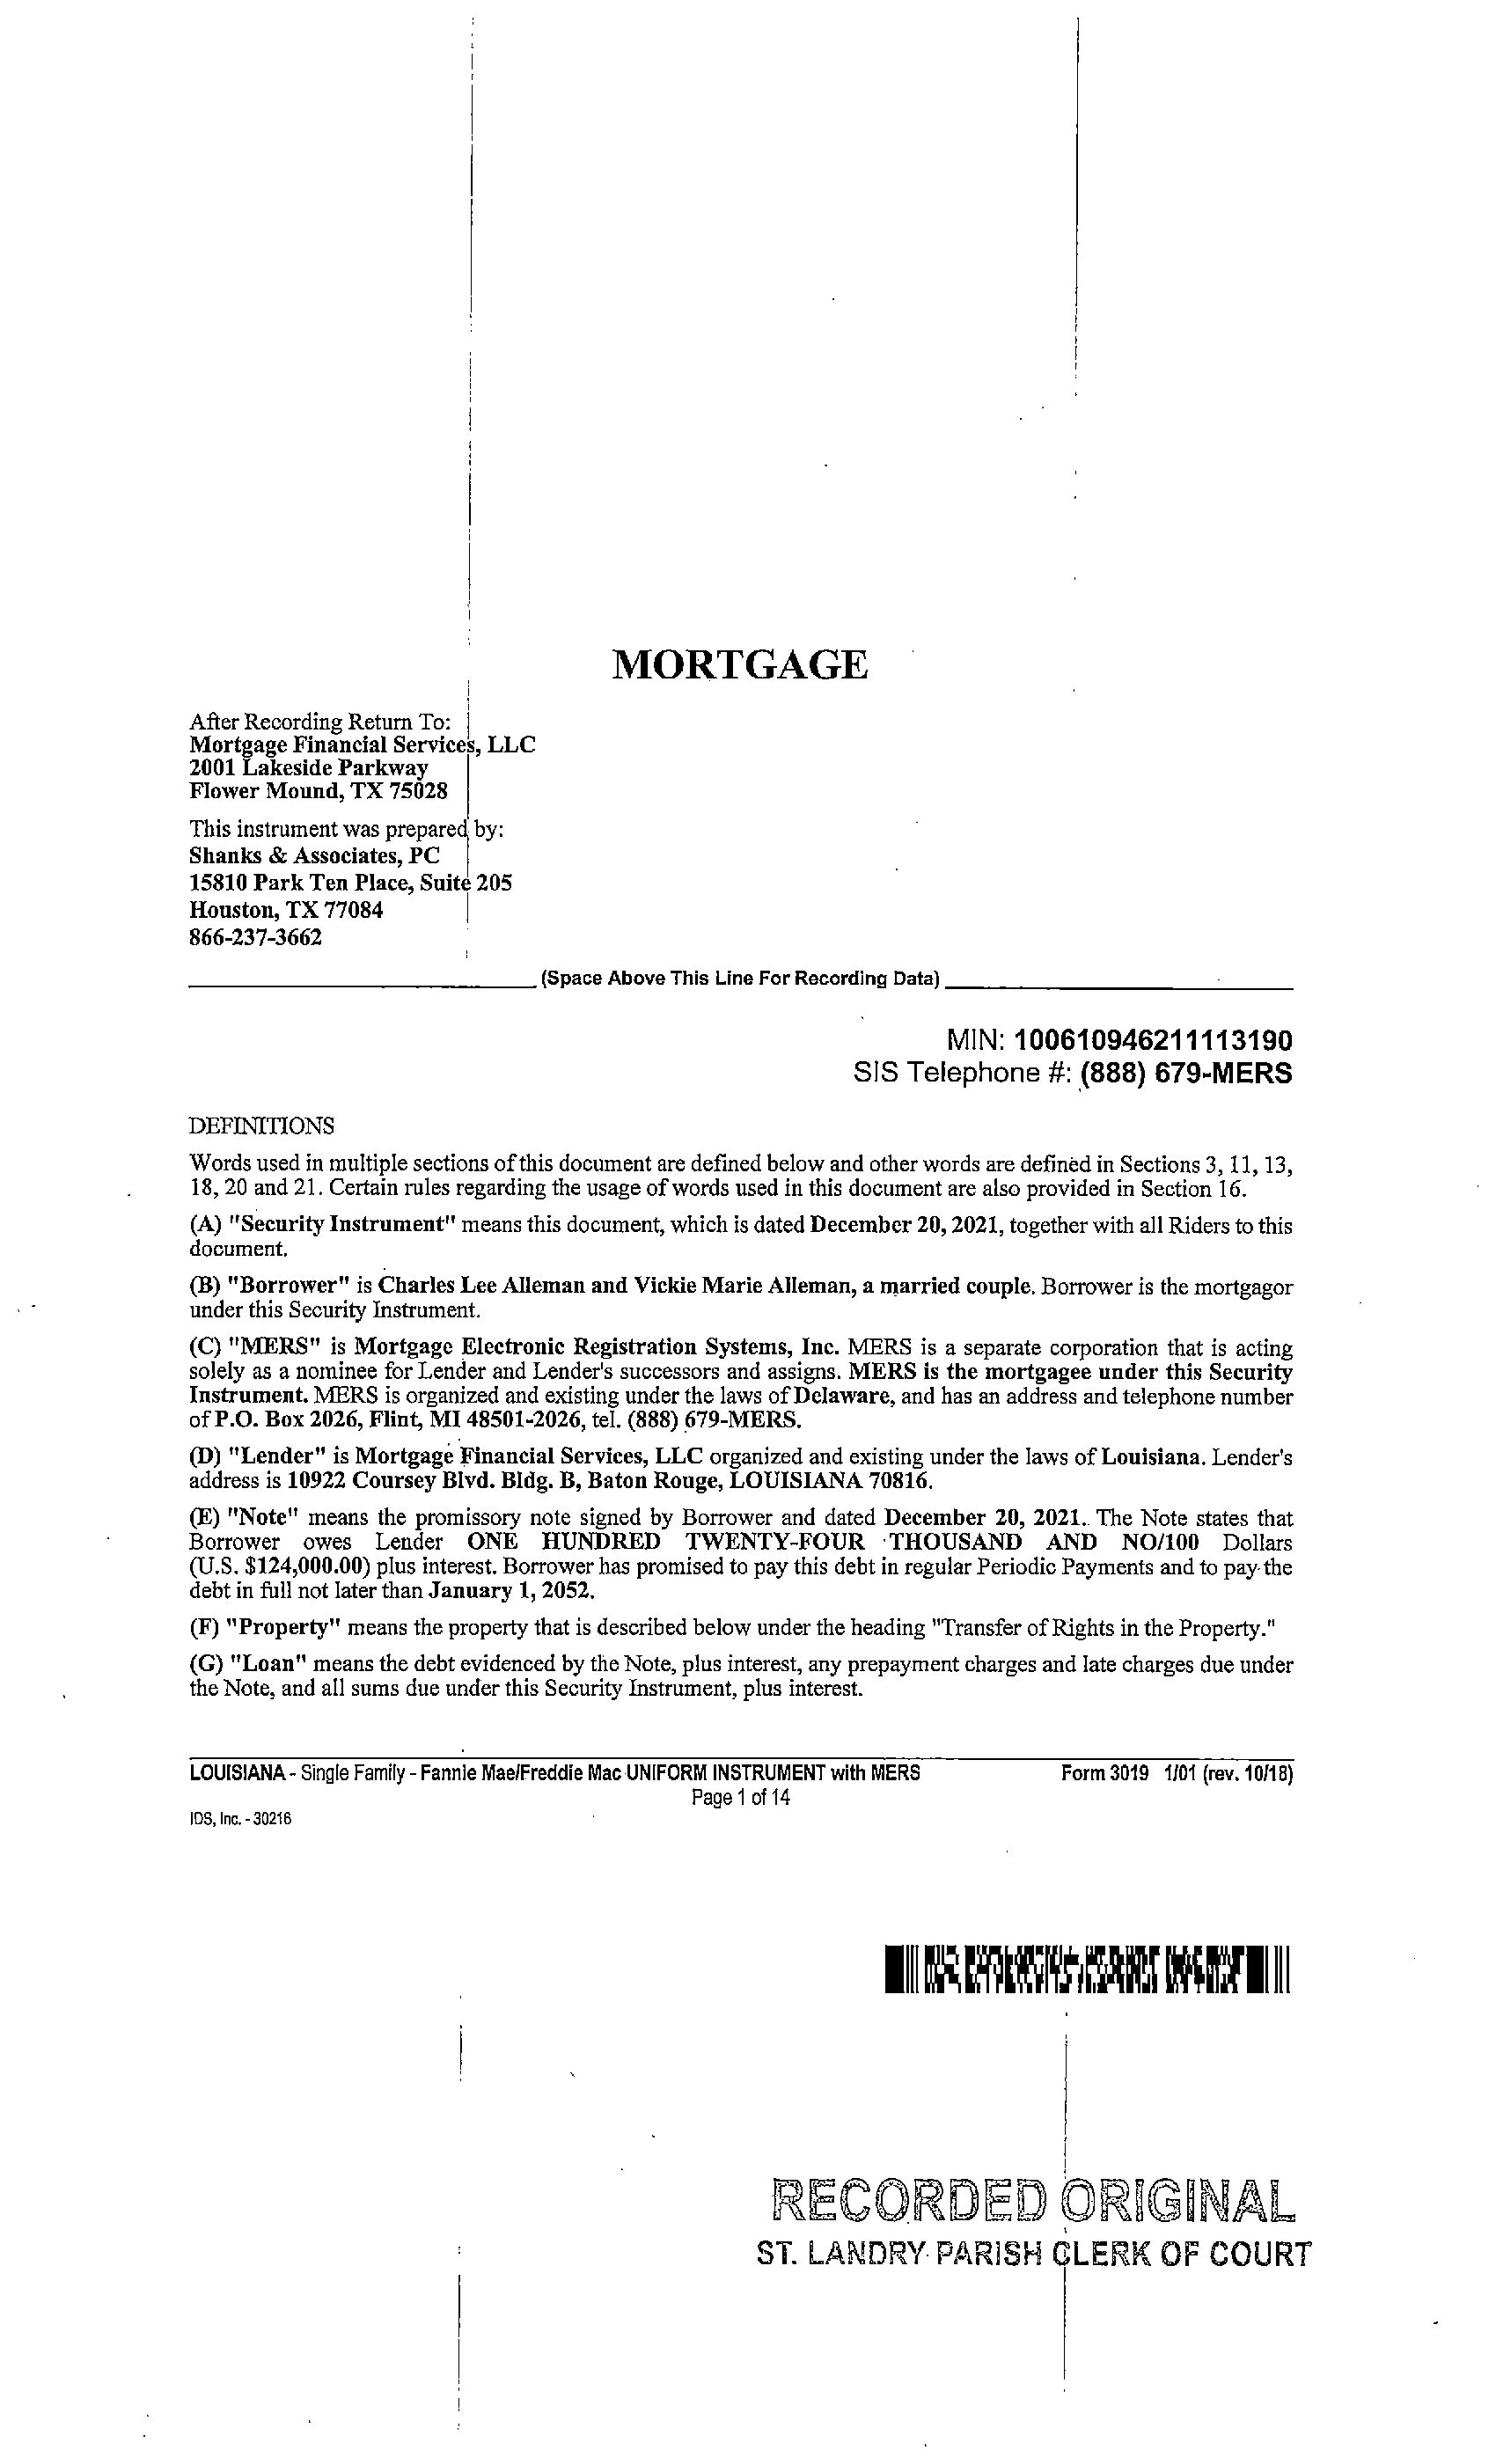 MORTGAGE
After Recording Return To:
Mortgage Financial Services, LLC
2001 Lakeside Parkway
Flower Mound, TX 75028
This instrument was prepared by:
Shanks & Associates, PC
15810 Park Ten Place, Suite 205
Houston, TX 77084
866-237-3662
(Space Above This Line For Recording Data)
MIN: 100610946211113190
SIS Telephone #: (888) 679-MERS
DEFINITIONS
Words used in multiple sections of this document are defined below and other words are defined in Sections 3, 11, 13,
18, 20 and 21. Certain rules regarding the usage of words used in this document are also provided in Section 16.
(A) "Security Instrument" means this document, which is dated December 20, 2021, together with all Riders to this
document.
(B) "Borrower" is Charles Lee Alleman and Vickie Marie Alleman, a married couple. Borrower is the mortgagor
under this Security Instrument.
(C) "MERS" is Mortgage Electronic Registration Systems, Inc. MERS is a separate corporation that is acting
solely as a nominee for Lender and Lender's successors and assigns. MERS is the mortgagee under this Security
Instrument. MERS is organized and existing under the laws of Delaware, and has an address and telephone number
of P.O. Box 2026, Flint, MI 48501-2026, tel. (888) 679-MERS.
(D) "Lender" is Mortgage Financial Services, LLC organized and existing under the laws of Louisiana. Lender's
address is 10922 Coursey Blvd. Bldg. B, Baton Rouge, LOUISIANA 70816.
(E) "Note" means the promissory note signed by Borrower and dated December 20, 2021. The Note states that
Borrower owes Lender ONE HUNDRED TWENTY-FOUR THOUSAND AND NO/100 Dollars
(U.S. $124,000.00) plus interest. Borrower has promised to pay this debt in regular Periodic Payments and to pay the
debt in full not later than January 1, 2052.
(F) "Property" means the property that is described below under the heading "Transfer of Rights in the Property."
(G) "Loan" means the debt evidenced by the Note, plus interest, any prepayment charges and late charges due under
the Note, and all sums due under this Security Instrument, plus interest.
LOUISIANA - Single Family - Fannie Mae/Freddie Mac UNIFORM INSTRUMENT with MERS Form 3019 1/01 (rev. 10/18)
Page 1 of 14
IDS, Inc. - 30216
RECORDED ORIGINAL
ST. LANDRY PARISH CLERK OF COURT